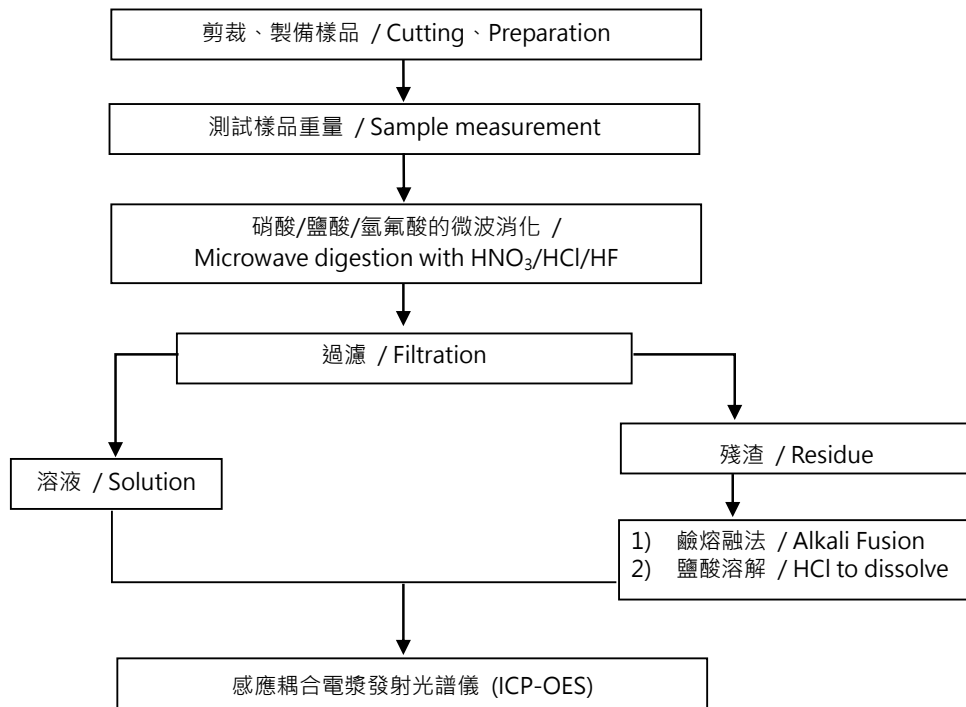 剪裁、製備樣品 / Cutting、Preparation
測試樣品重量 / Sample measurement
硝酸/鹽酸/氫氟酸的微波消化 /
Microwave digestion with HNO₃/HCl/HF
過濾 / Filtration
溶液 / Solution
殘渣 / Residue
1) 鹼熔融法 / Alkali Fusion
2) 鹽酸溶解 / HCl to dissolve
感應耦合電漿發射光譜儀 (ICP-OES)